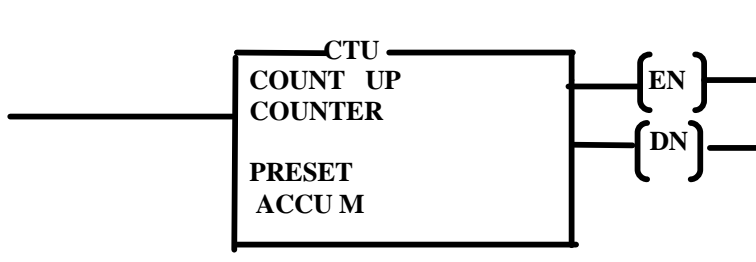 CTU
COUNT UP EN
COUNTER
DN
PRESET
ACCU M